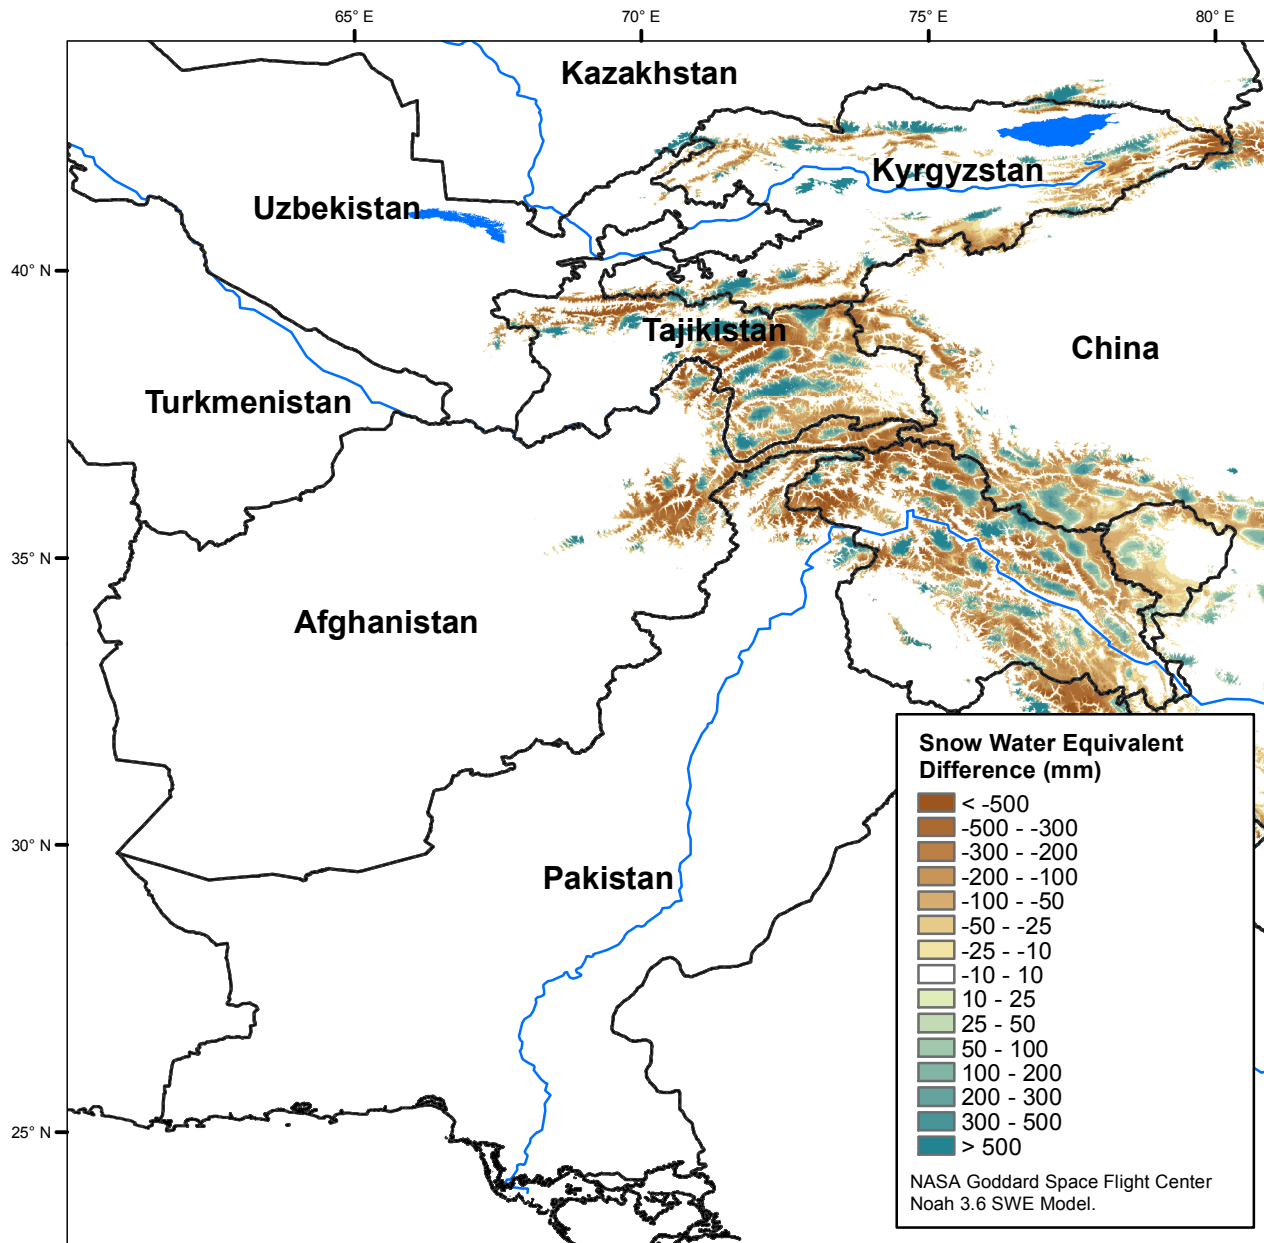 65° E
70° E
75° E
80° E
Kazakhstan
Kyrgyzstan
Uzbekistan
40° N
Tajikistan
China
Turkmenistan
35° N
Afghanistan
Snow Water Equivalent
Difference (mm)
< -500
-500 - -300
-300 - -200
-200 - -100
-100 - -50
-50 - -25
-25 - -10
-10 - 10
10 - 25
25 - 50
50 - 100
100 - 200
200 - 300
300 - 500
> 500
NASA Goddard Space Flight Center
Noah 3.6 SWE Model.
30° N
Pakistan
25° N